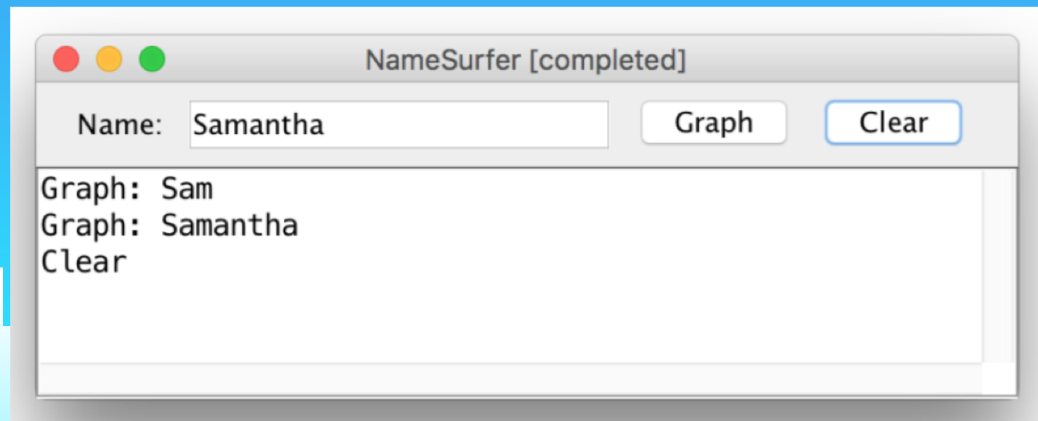 NameSurfer [completed]
Name: Samantha Graph Clear
Graph: Sam
Graph: Samantha
Clear